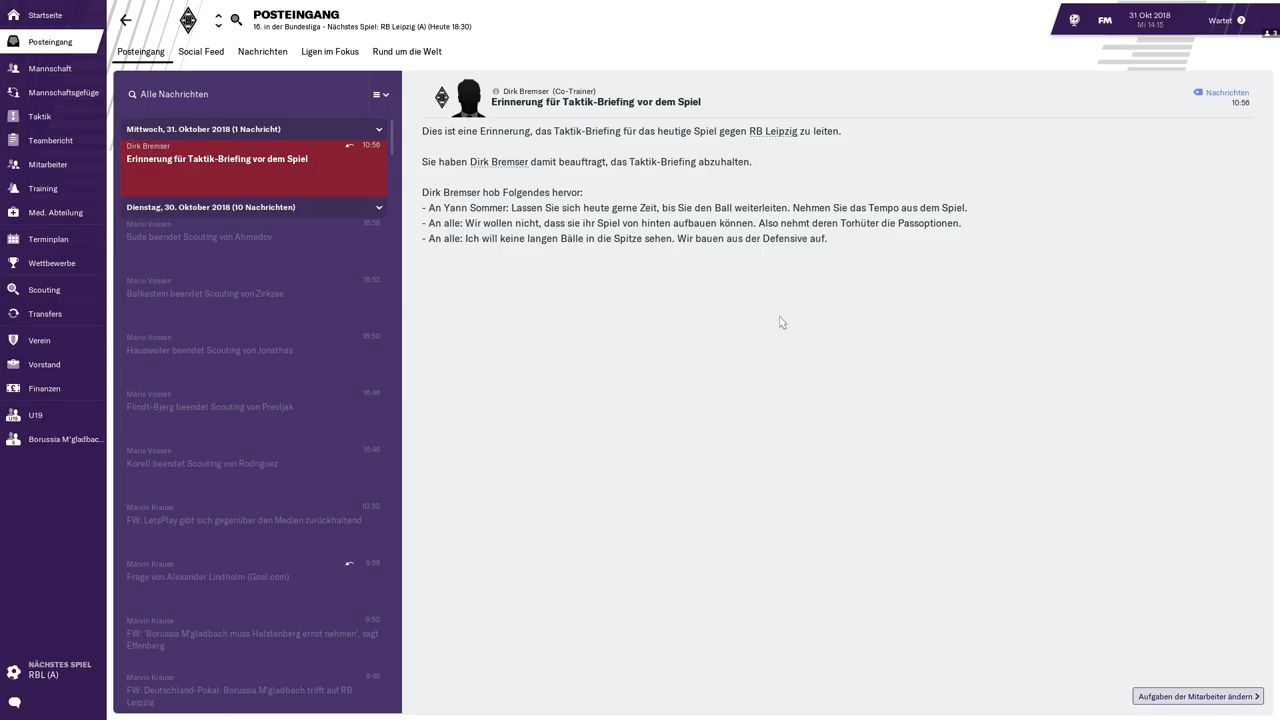 Startseite
Posteingang
Mannschaft
Mannschaftsgefüge
Taktik
Teambericht
Mitarbeiter
Training
Med. Abteilung
Terminplan
Wettbewerbe
Scouting
Transfers
Verein
Vorstand
Finanzen
U19
Borussia M'gladbac...
NÄCHSTES SPIEL
RBL (A)
POSTEINGANG
16. in der Bundesliga - Nächstes Spiel: RB Leipzig (A) (Heute 18:30)
FM
31 Okt 2018
Mi 14:15
Wartet
3
Posteingang Social Feed Nachrichten Ligen im Fokus Rund um die Welt
Alle Nachrichten
Mittwoch, 31. Oktober 2018 (1 Nachricht)
Dirk Bremser 10:56
Erinnerung für Taktik-Briefing vor dem Spiel
Dienstag, 30. Oktober 2018 (10 Nachrichten)
Mario Vossen
Sude beendet Scouting von Ahmedov
Mario Vossen
Balkestein beendet Scouting von Zirkzee
Mario Vossen
Hausweiler beendet Scouting von Jonathas
Mario Vossen
Flindt-Bjerg beendet Scouting von Prevljak
Mario Vossen
Korell beendet Scouting von Rodriguez
Marvin Krause 10:30
FW: LetsPlay gibt sich gegenüber den Medien zurückhaltend
Marvin Krause 9:59
Frage von Alexander Lindholm (Goal.com)
Marvin Krause 9:50
FW: 'Borussia M'gladbach muss Halstenberg ernst nehmen', sagt
Effenberg
Marvin Krause 9:48
FW: Deutschland-Pokal: Borussia M'gladbach trifft auf RB
Leipzig
Dirk Bremser (Co-Trainer)
Erinnerung für Taktik-Briefing vor dem Spiel
Nachrichten
10:56
Dies ist eine Erinnerung, das Taktik-Briefing für das heutige Spiel gegen RB Leipzig zu leiten.
Sie haben Dirk Bremser damit beauftragt, das Taktik-Briefing abzuhalten.
Dirk Bremser hob Folgendes hervor:
- An Yann Sommer: Lassen Sie sich heute gerne Zeit, bis Sie den Ball weiterleiten. Nehmen Sie das Tempo aus dem Spiel.
- An alle: Wir wollen nicht, dass sie ihr Spiel von hinten aufbauen können. Also nehmt deren Torhüter die Passoptionen.
- An alle: Ich will keine langen Bälle in die Spitze sehen. Wir bauen aus der Defensive auf.
Aufgaben der Mitarbeiter ändern